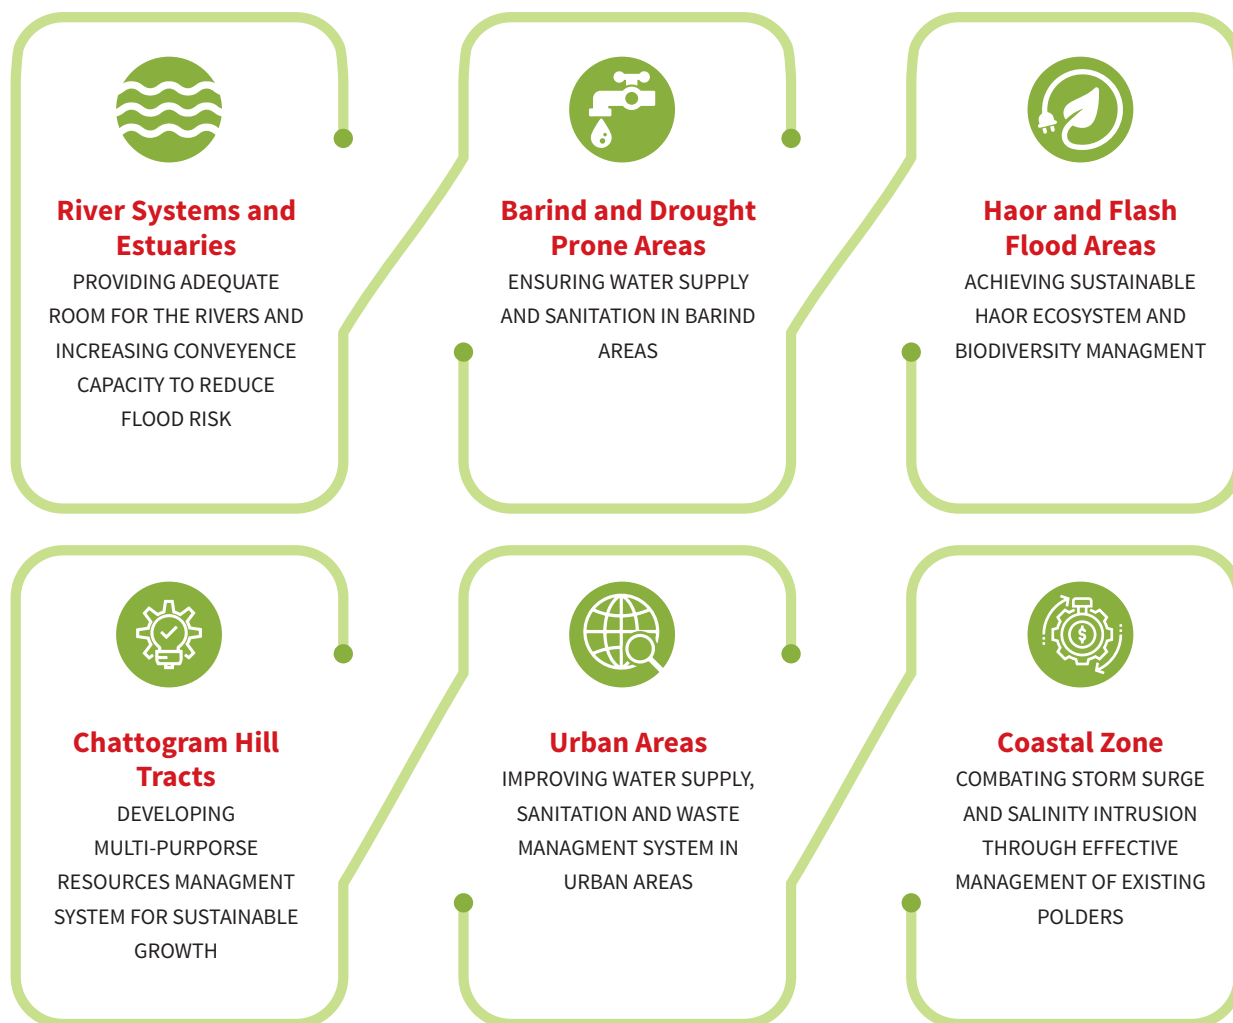 River Systems and
Estuaries
PROVIDING ADEQUATE
ROOM FOR THE RIVERS AND
INCREASING CONVEYENCE
CAPACITY TO REDUCE
FLOOD RISK
Barind and Drought
Prone Areas
ENSURING WATER SUPPLY
AND SANITATION IN BARIND
AREAS
Haor and Flash
Flood Areas
ACHIEVING SUSTAINABLE
HAOR ECOSYSTEM AND
BIODIVERSITY MANAGMENT
Chattogram Hill
Tracts
DEVELOPING
MULTI-PURPORSE
RESOURCES MANAGMENT
SYSTEM FOR SUSTAINABLE
GROWTH
Urban Areas
IMPROVING WATER SUPPLY,
SANITATION AND WASTE
MANAGMENT SYSTEM IN
URBAN AREAS
$
Coastal Zone
COMBATING STORM SURGE
AND SALINITY INTRUSION
THROUGH EFFECTIVE
MANAGEMENT OF EXISTING
POLDERS